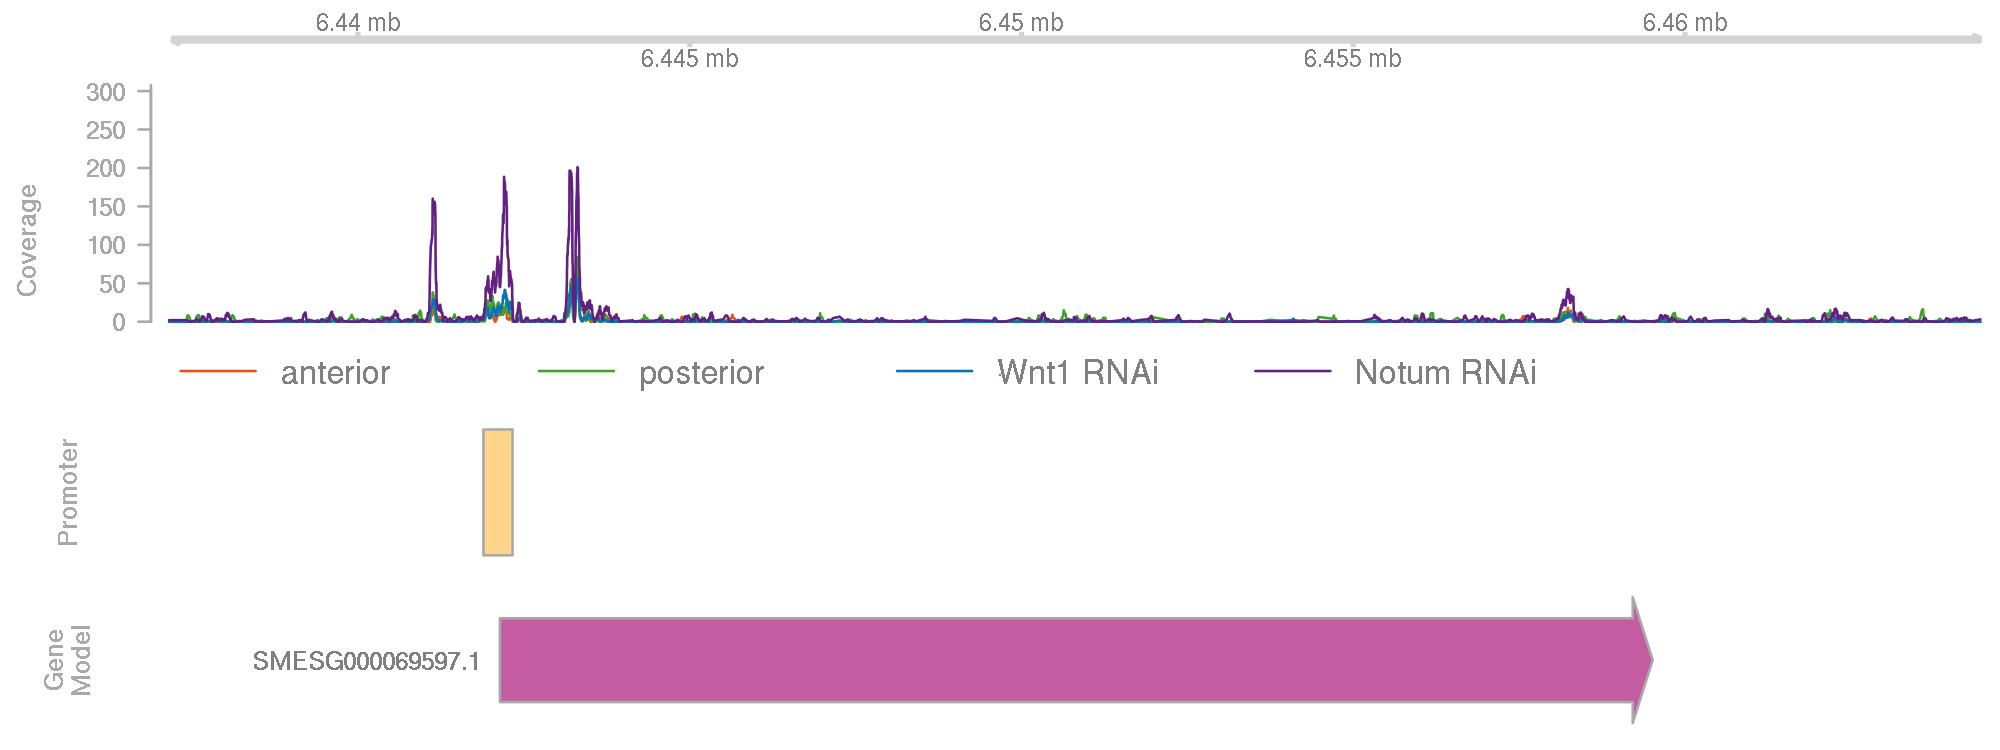 6.44 mb 6.45 mb 6.46 mb
6.445 mb 6.455 mb
300
250
200
150
100
50
0
Coverage
anterior posterior Wnt1 RNAi Notum RNAi
Promoter
Gene
Model
SMESG000069597.1